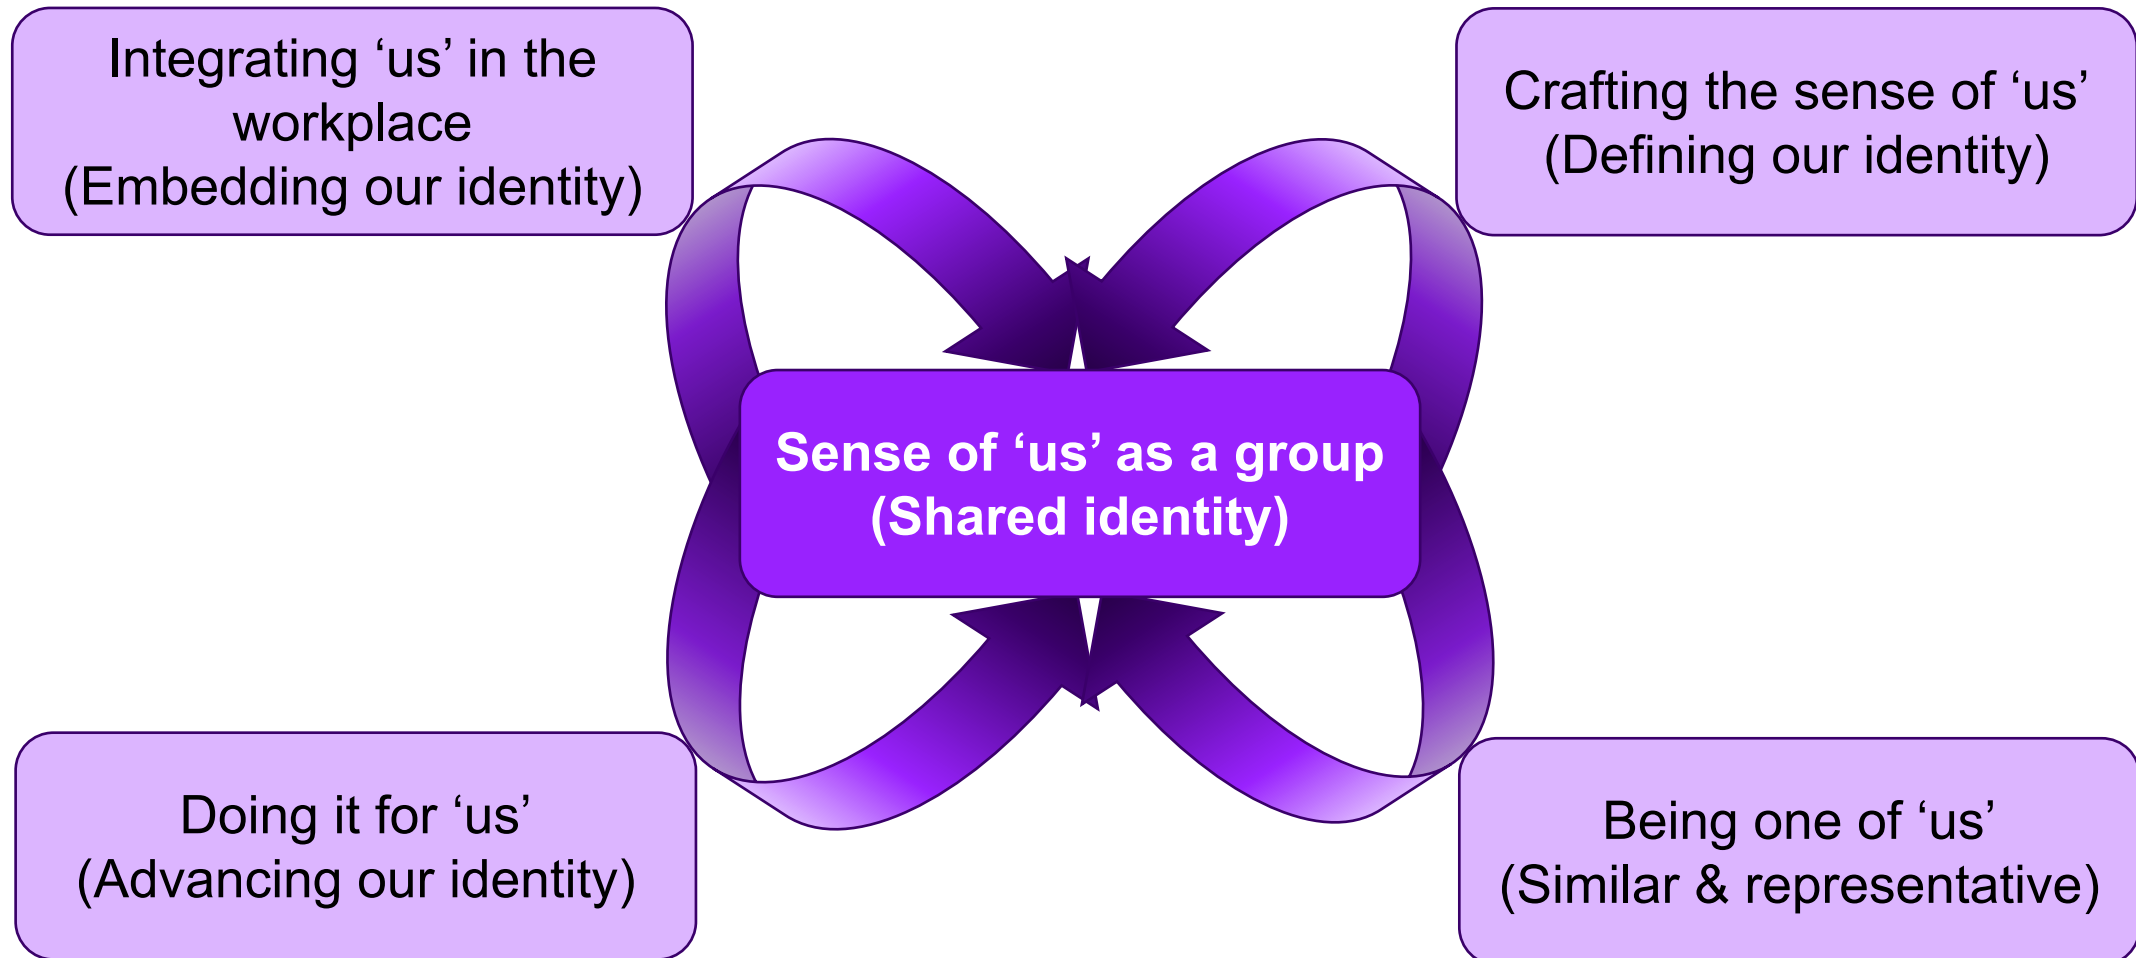 Integrating ‘us’ in the
workplace
(Embedding our identity)
Crafting the sense of ‘us’
(Defining our identity)
Sense of ‘us’ as a group
(Shared identity)
Doing it for ‘us’
(Advancing our identity)
Being one of ‘us’
(Similar & representative)